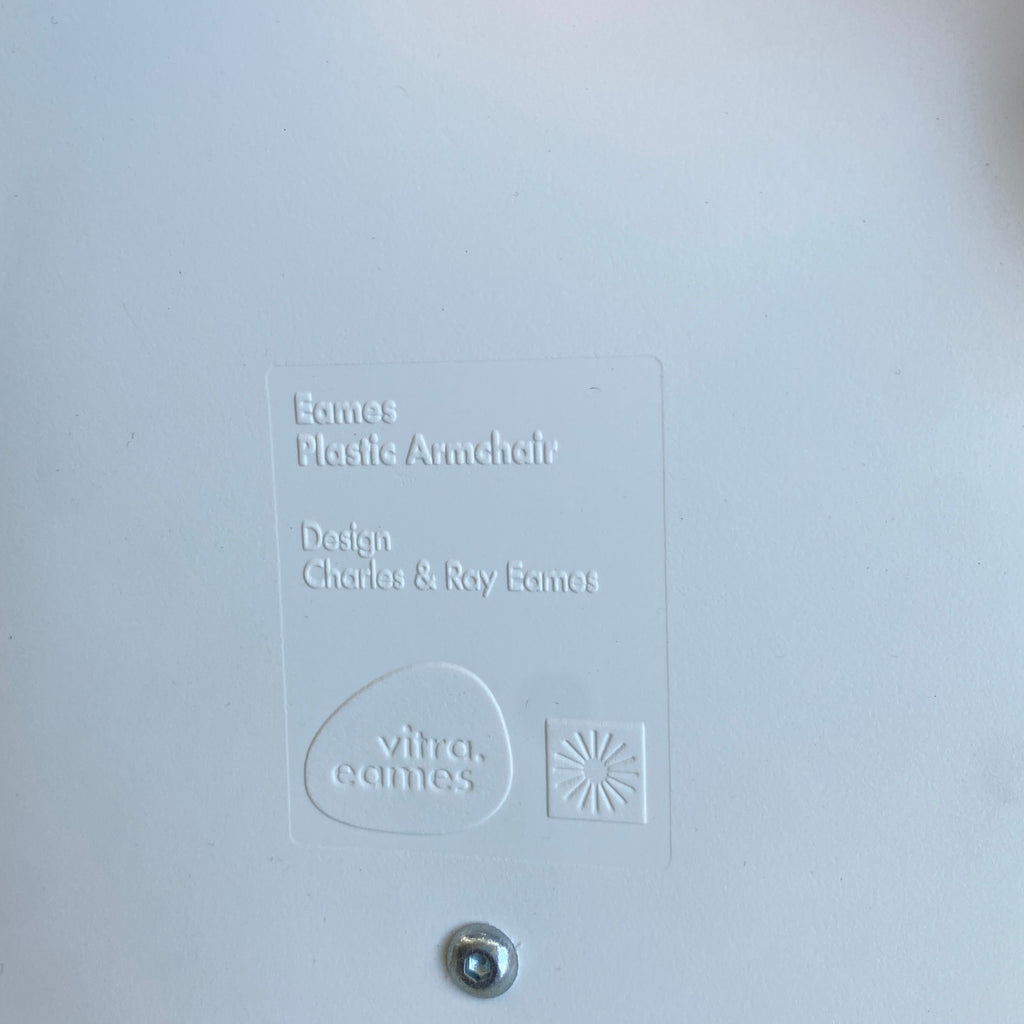 Eames
Plastic Armchair
Design
Charles & Ray Eames
vitra.
eames